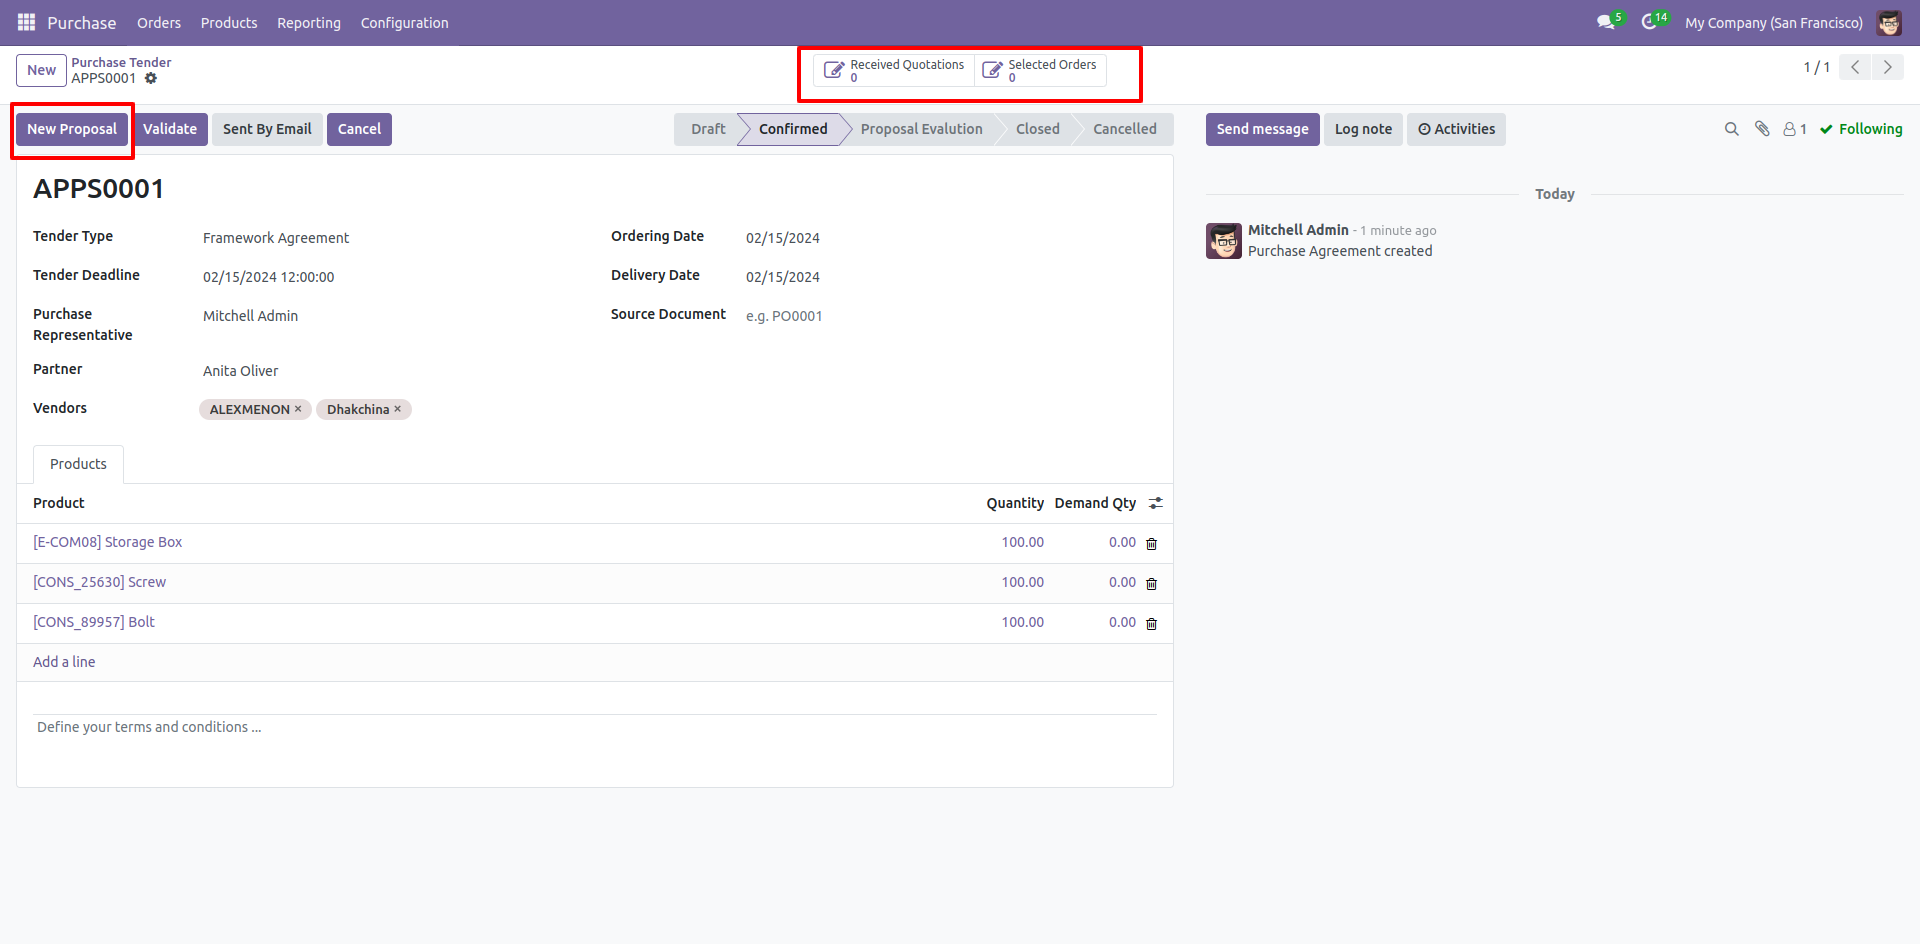 Purchase Orders Products Reporting Configuration 5 14 My Company (San Francisco)
New Purchase Tender Received Quotations Selected Orders 1 / 1
APPS0001 0 0
New Proposal Validate Sent By Email Cancel Draft Confirmed Proposal Evalution Closed Cancelled Send message Log note Activities 1 Following
APPS0001
Today
Tender Type Framework Agreement Ordering Date 02/15/2024
Mitchell Admin - 1 minute ago
Purchase Agreement created
Tender Deadline 02/15/2024 12:00:00 Delivery Date 02/15/2024
Purchase Representative Mitchell Admin Source Document e.g. PO0001
Partner Anita Oliver
Vendors ALEXMENON × Dhakchina ×
Products
Product Quantity Demand Qty
[E-COM08] Storage Box 100.00 0.00
[CONS_25630] Screw 100.00 0.00
[CONS_89957] Bolt 100.00 0.00
Add a line
Define your terms and conditions ...